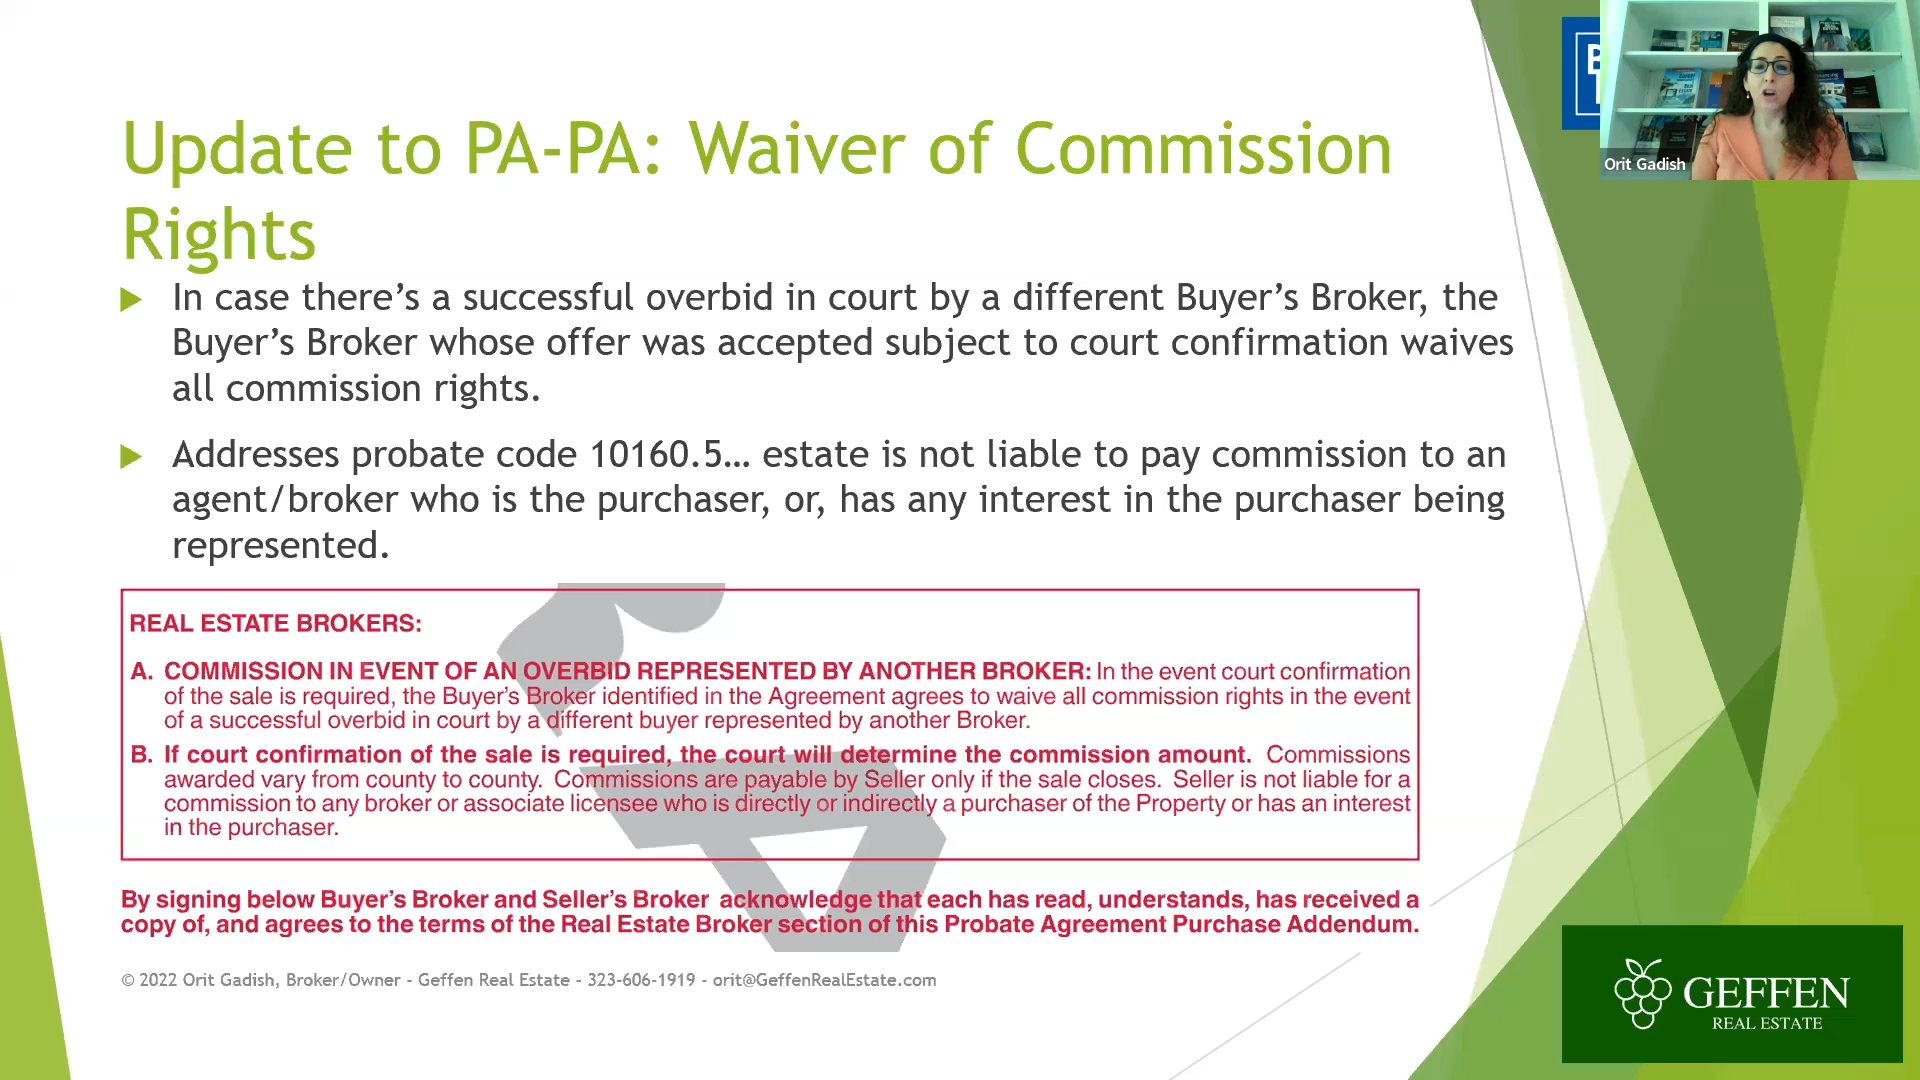 Update to PA-PA: Waiver of Commission
Rights
In case there’s a successful overbid in court by a different Buyer’s Broker, the
Buyer’s Broker whose offer was accepted subject to court confirmation waives
all commission rights.
Addresses probate code 10160.5… estate is not liable to pay commission to an
agent/broker who is the purchaser, or, has any interest in the purchaser being
represented.
REAL ESTATE BROKERS:
A. COMMISSION IN EVENT OF AN OVERBID REPRESENTED BY ANOTHER BROKER: In the event court confirmation
of the sale is required, the Buyer’s Broker identified in the Agreement agrees to waive all commission rights in the event
of a successful overbid in court by a different buyer represented by another Broker.
B. If court confirmation of the sale is required, the court will determine the commission amount. Commissions
awarded vary from county to county. Commissions are payable by Seller only if the sale closes. Seller is not liable for a
commission to any broker or associate licensee who is directly or indirectly a purchaser of the Property or has an interest
in the purchaser.
By signing below Buyer’s Broker and Seller’s Broker acknowledge that each has read, understands, has received a
copy of, and agrees to the terms of the Real Estate Broker section of this Probate Agreement Purchase Addendum.
© 2022 Orit Gadish, Broker/Owner - Geffen Real Estate - 323-606-1919 - orit@GeffenRealEstate.com
Orit Gadish
GEFFEN
REAL ESTATE